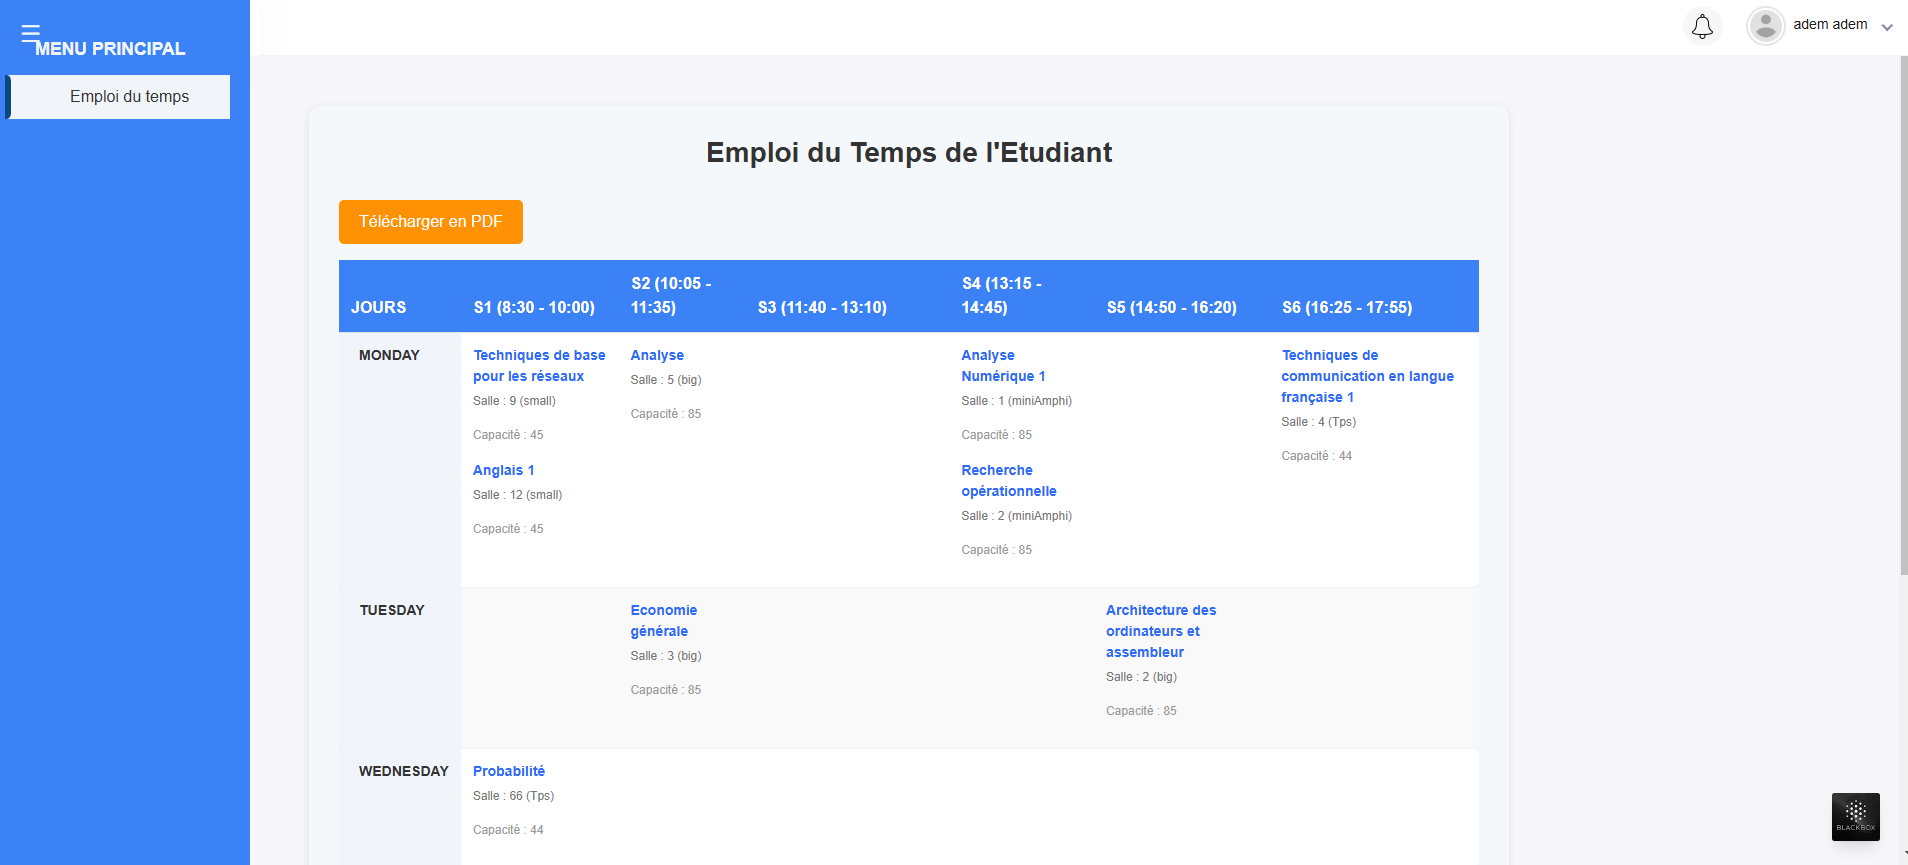 MENU PRINCIPAL
Emploi du temps
adem adem
Emploi du Temps de l'Etudiant
Télécharger en PDF
JOURS
S1 (8:30 - 10:00)
S2 (10:05 -
11:35)
S3 (11:40 - 13:10)
S4 (13:15 -
14:45)
S5 (14:50 - 16:20)
S6 (16:25 - 17:55)
MONDAY
Techniques de base
pour les réseaux
Salle : 9 (small)
Capacité : 45
Anglais 1
Salle : 12 (small)
Capacité : 45
Analyse
Salle : 5 (big)
Capacité : 85
Analyse
Numérique 1
Salle : 1 (miniAmphi)
Capacité : 85
Recherche
opérationnelle
Salle : 2 (miniAmphi)
Capacité : 85
Techniques de
communication en langue
française 1
Salle : 4 (Tps)
Capacité : 44
TUESDAY
Economie
générale
Salle : 3 (big)
Capacité : 85
Architecture des
ordinateurs et
assembleur
Salle : 2 (big)
Capacité : 85
WEDNESDAY
Probabilité
Salle : 66 (Tps)
Capacité : 44
BLACKBOX